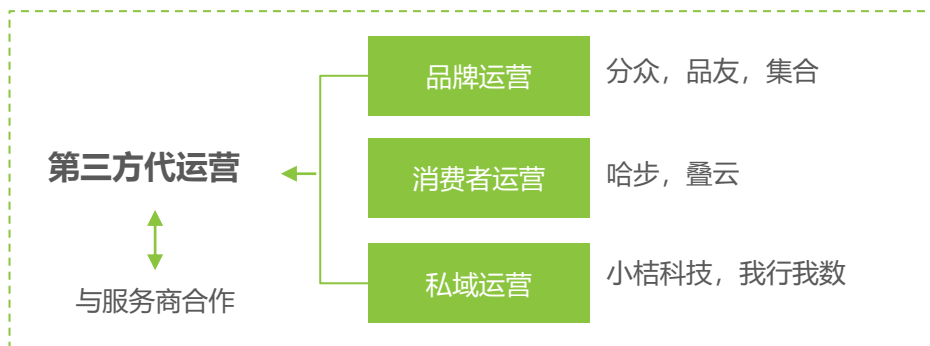 品牌运营
分众，品友，集合
第三方代运营
消费者运营
哈步，叠云
与服务商合作
私域运营
小桔科技，我行我数